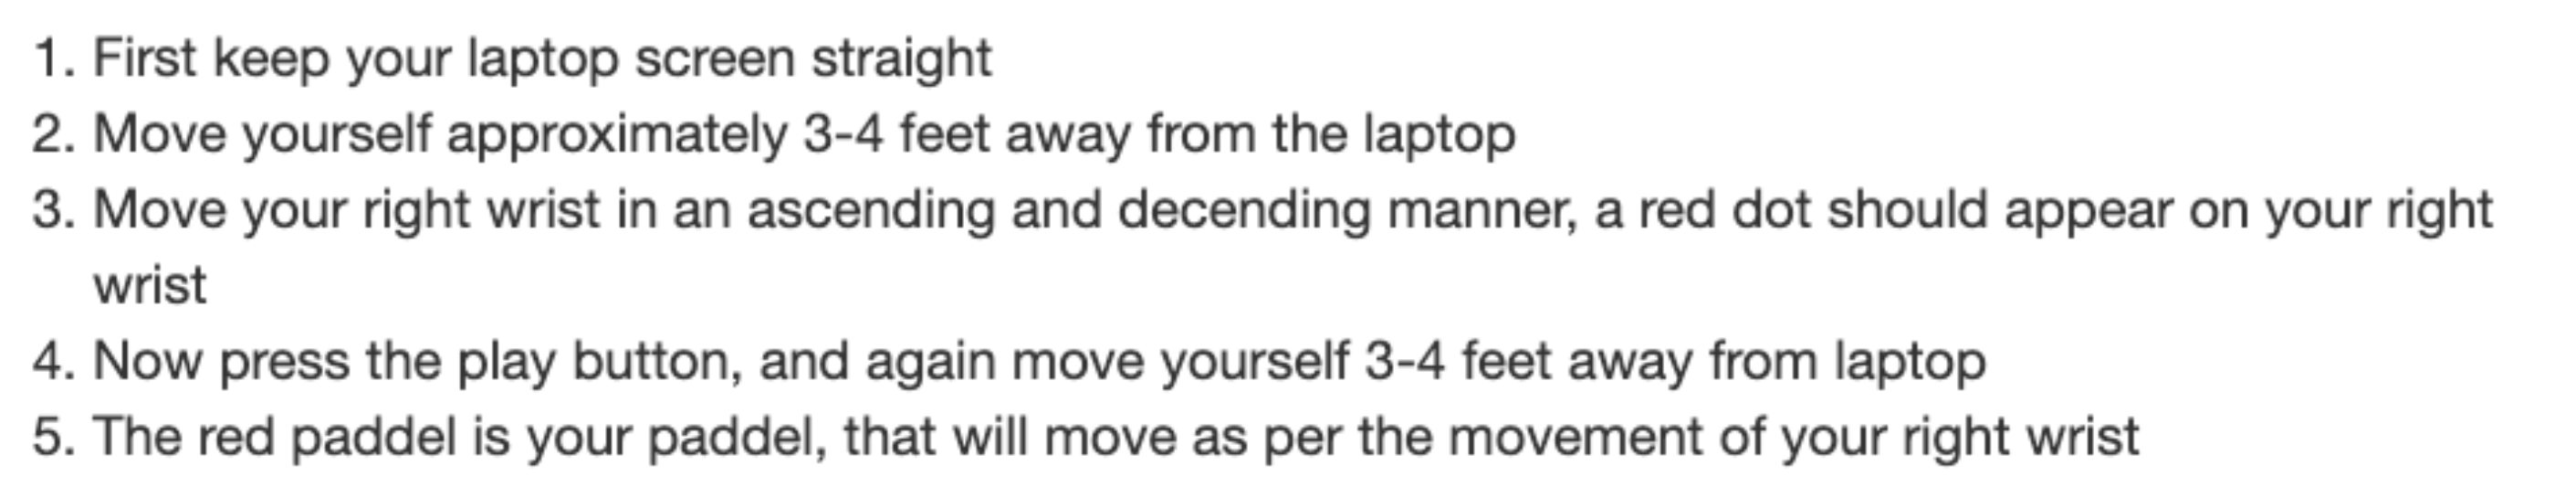 1. First keep your laptop screen straight
2. Move yourself approximately 3-4 feet away from the laptop
3. Move your right wrist in an ascending and decending manner, a red dot should appear on your right
wrist
4. Now press the play button, and again move yourself 3-4 feet away from laptop
5. The red paddel is your paddel, that will move as per the movement of your right wrist